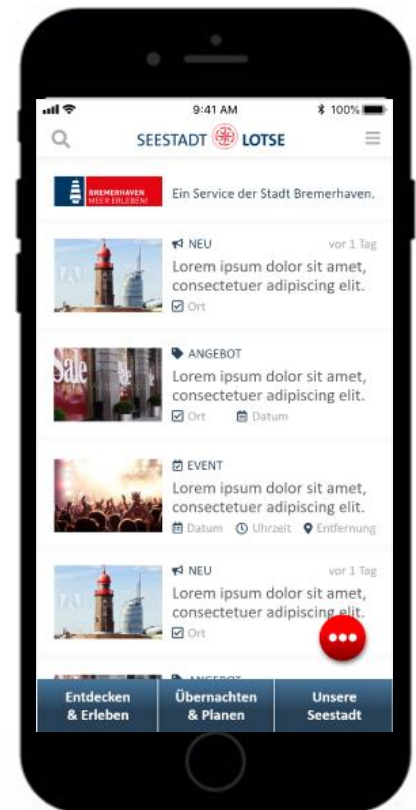 9:41 AM
100%
SEESTADT LOTSE
BREMERHAVEN
MEER ERLEBEN!
Ein Service der Stadt Bremerhaven.
NEU
vor 1 Tag
Lorem ipsum dolor sit amet,
consectetuer adipiscing elit.
Ort
Sale
ANGEBOT
Lorem ipsum dolor sit amet,
consectetuer adipiscing elit.
Ort
Datum
EVENT
Lorem ipsum dolor sit amet,
consectetuer adipiscing elit.
Datum
Uhrzeit
Entfernung
NEU
vor 1 Tag
Lorem ipsum dolor sit amet,
consectetuer adipiscing elit.
Ort
ANGEBOT
Entdecken
& Erleben
Übernachten
& Planen
Unsere
Seestadt